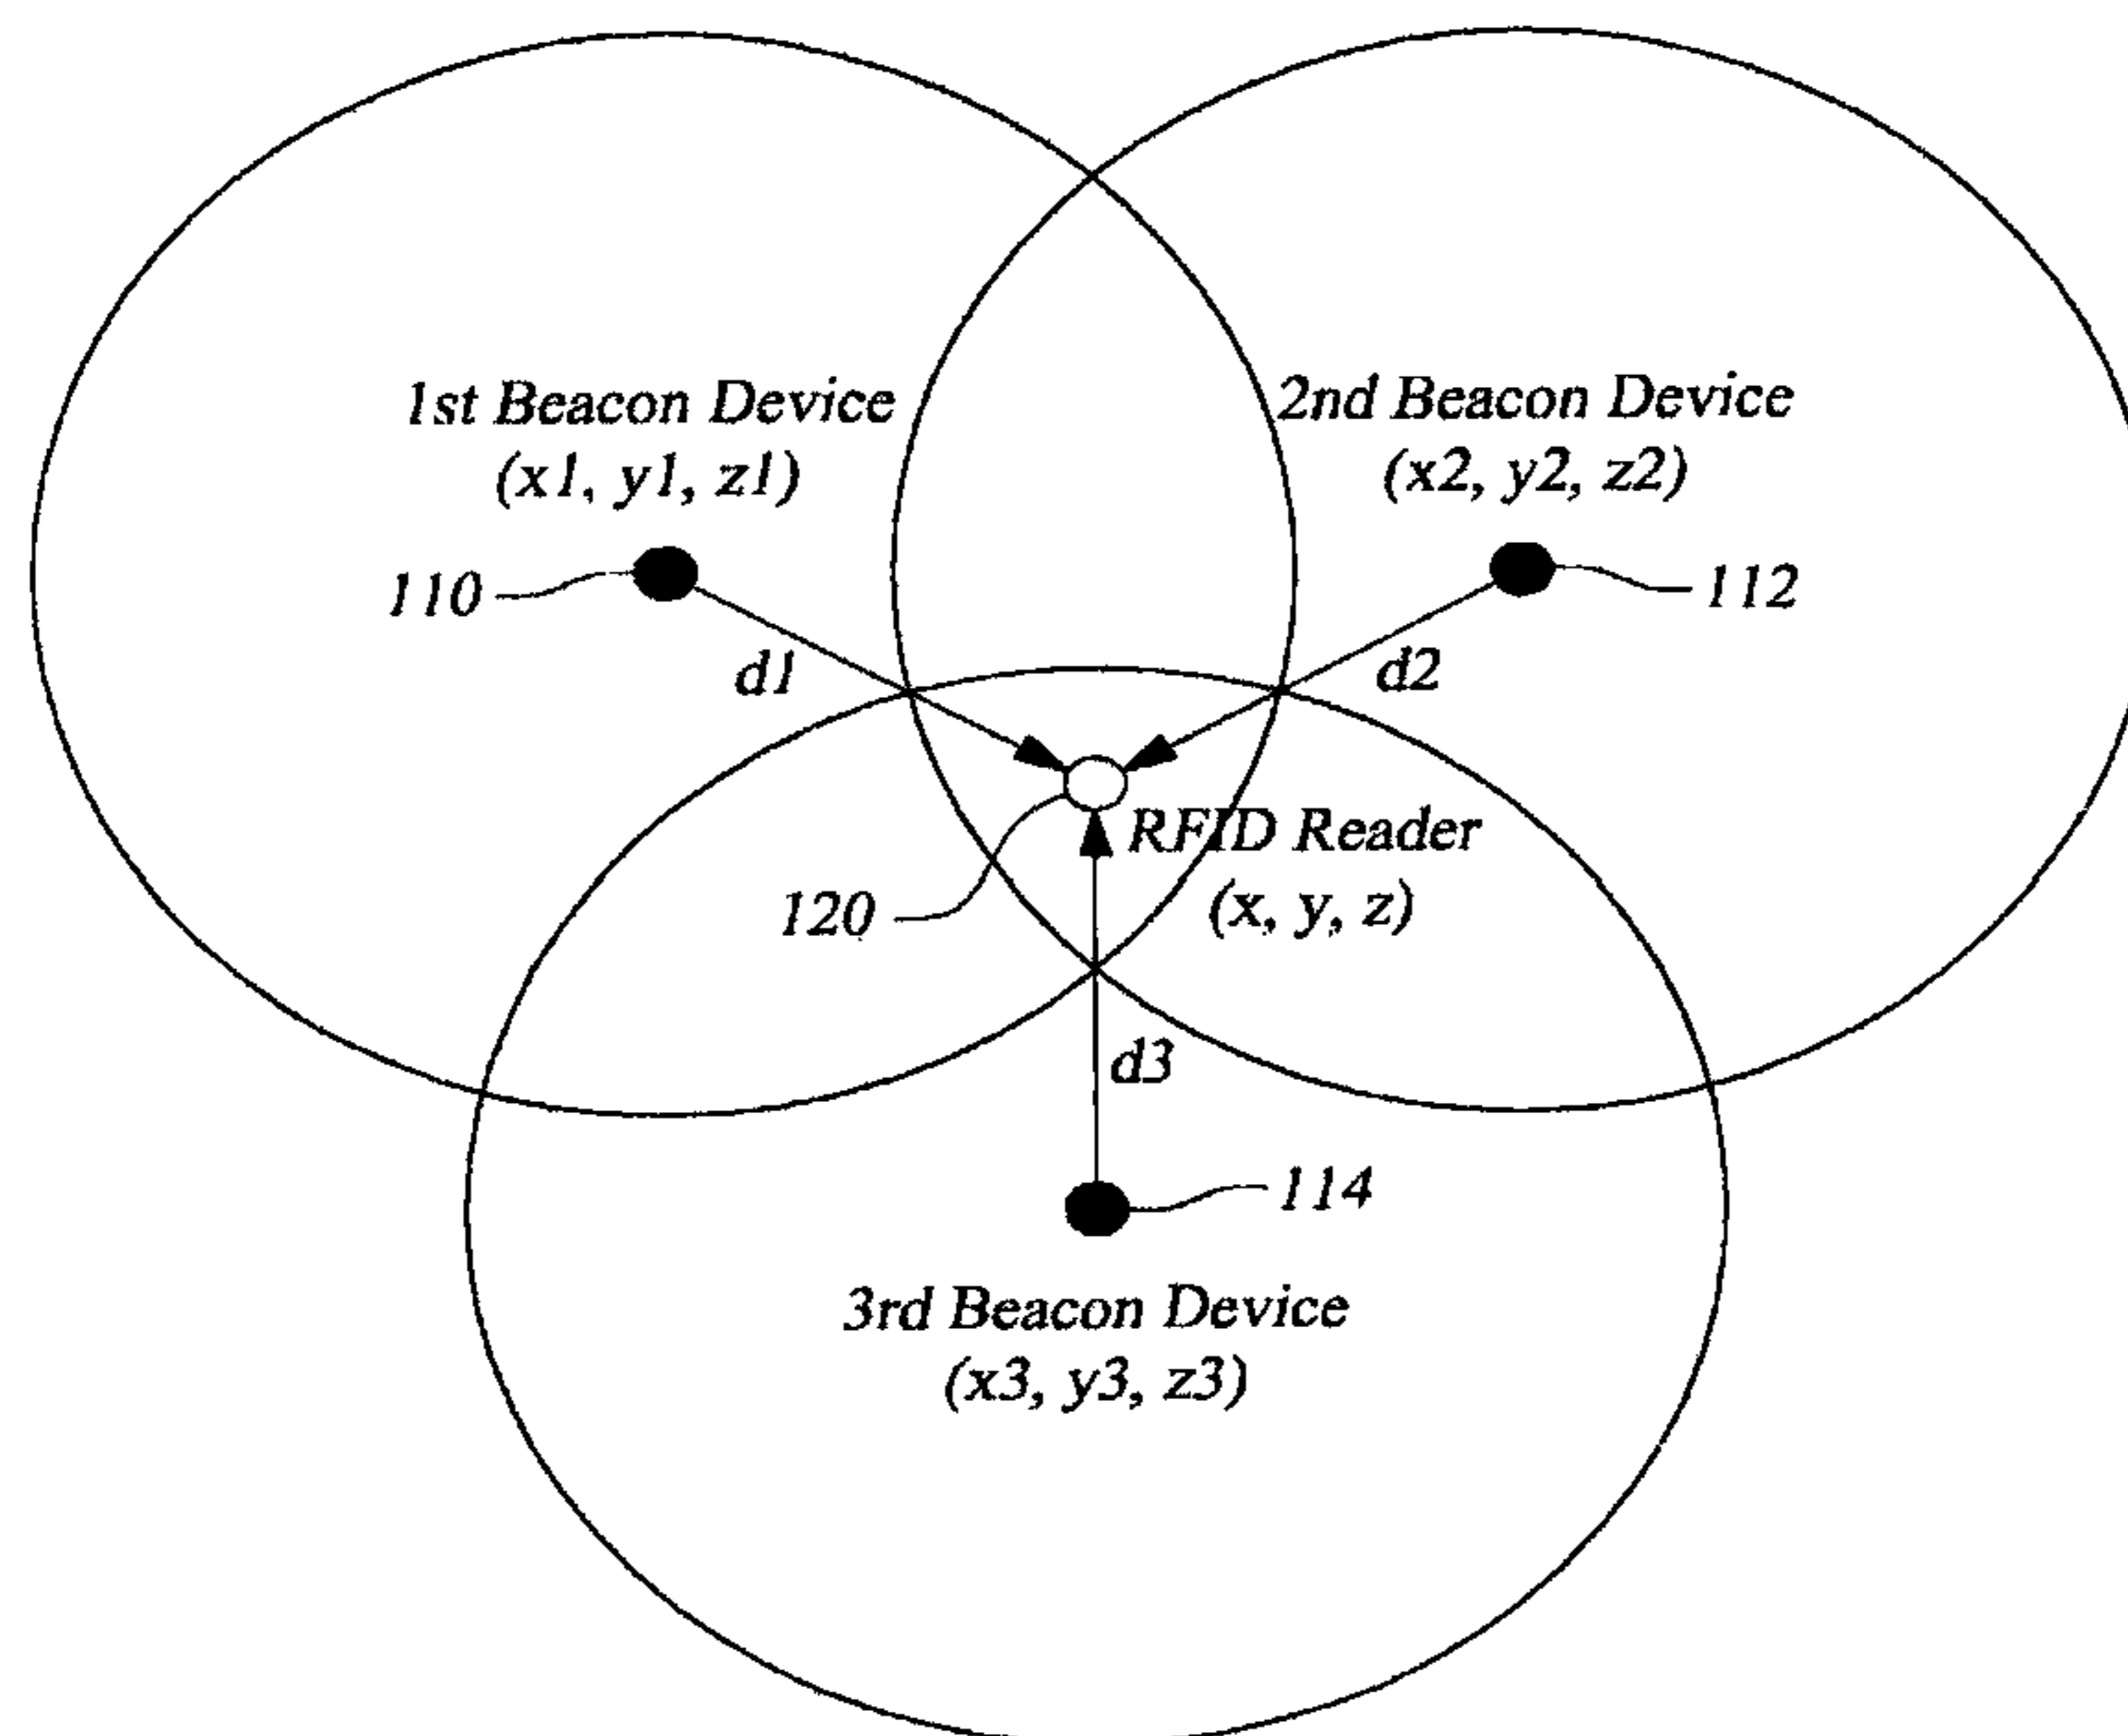 1st Beacon Device
(x1, y1, z1)
2nd Beacon Device
(x2, y2, z2)
110
112
d1
d2
RFID Reader
(x, y, z)
120
d3
114
3rd Beacon Device
(x3, y3, z3)